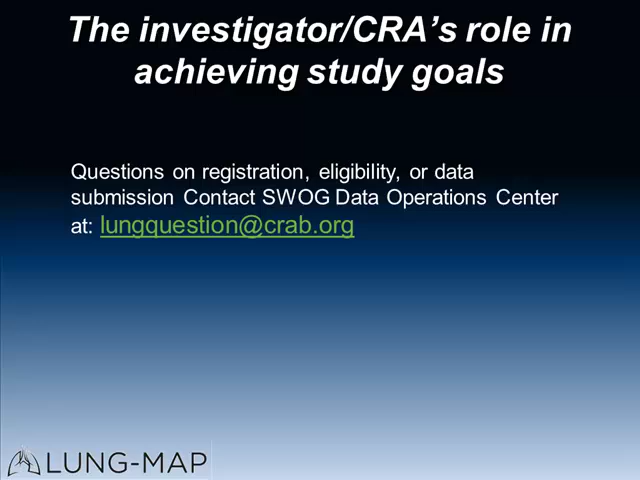 The investigator/CRA's role in
achieving study goals
Questions on registration, eligibility, or data
submission Contact SWOG Data Operations Center
at: lungquestion@crab.org
LUNG-MAP